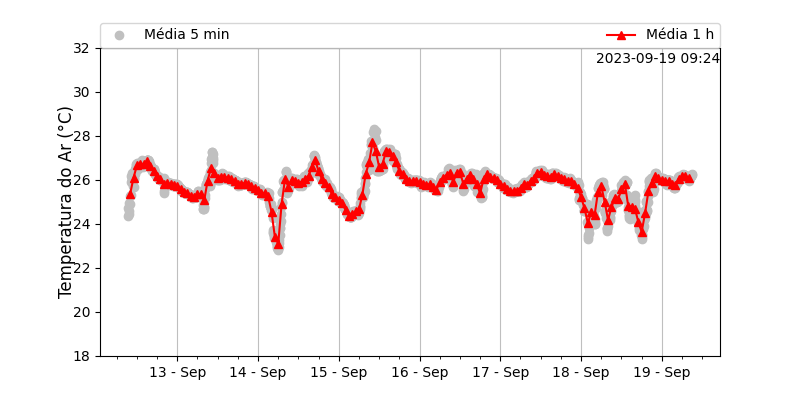 Média 5 min
Média 1 h
2023-09-19 09:24
Temperatura do Ar (°C)
32
30
28
26
24
22
20
18
13 - Sep
14 - Sep
15 - Sep
16 - Sep
17 - Sep
18 - Sep
19 - Sep